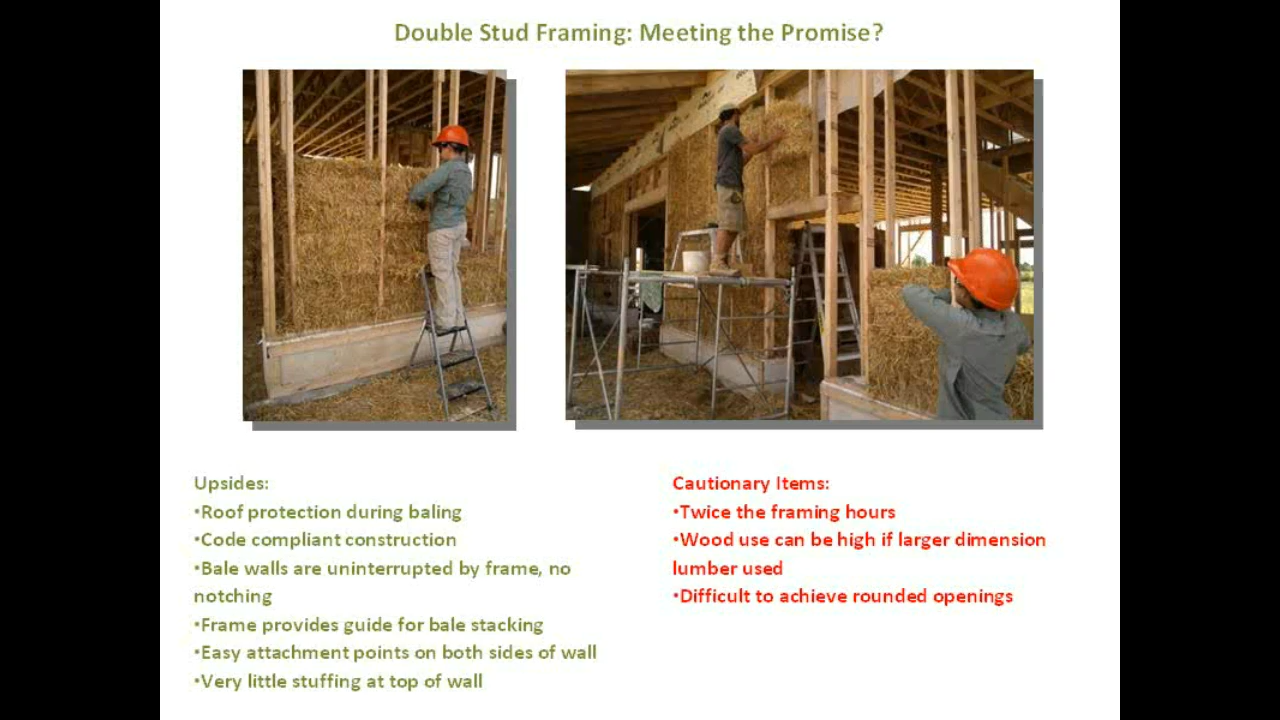 Double Stud Framing: Meeting the Promise?
Upsides:
•Roof protection during baling
•Code compliant construction
•Bale walls are uninterrupted by frame, no
notching
•Frame provides guide for bale stacking
•Easy attachment points on both sides of wall
•Very little stuffing at top of wall
Cautionary Items:
•Twice the framing hours
•Wood use can be high if larger dimension
lumber used
•Difficult to achieve rounded openings